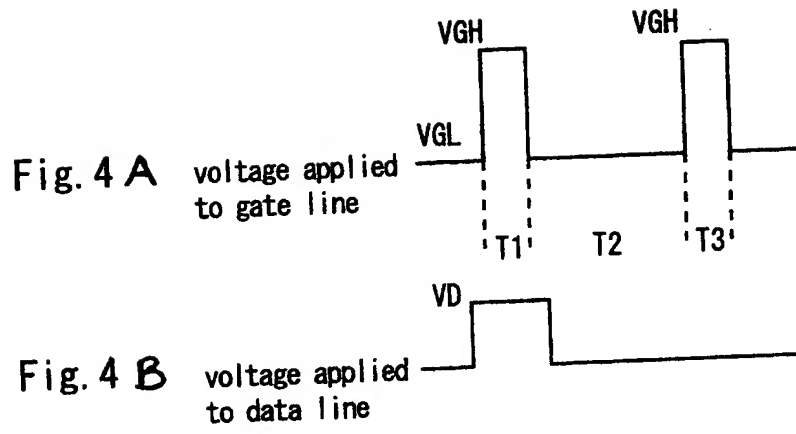 VGH
VGH
VGL
Fig. 4 A voltage applied
to gate line
T1
T2
T3
VD
Fig. 4 B voltage applied
to data line